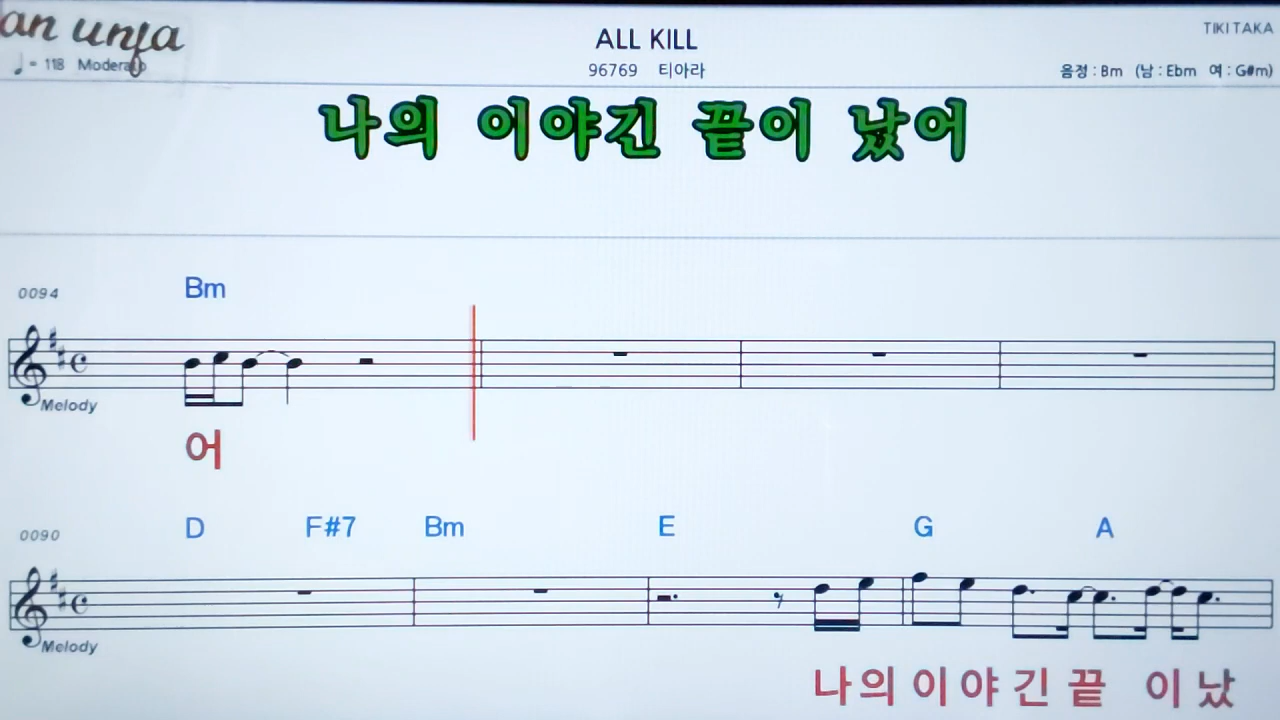 an unfa
ALL KILL
TIKITAKA
♩= 118 Moderato
96769 티아라
음정 : Bm (남 : Ebm 여 : G#m)
나의 이야긴 끝이 났어
0094
Bm
Melody
어
0090
D F#7 Bm E G A
Melody
나의 이야긴 끝 이 났